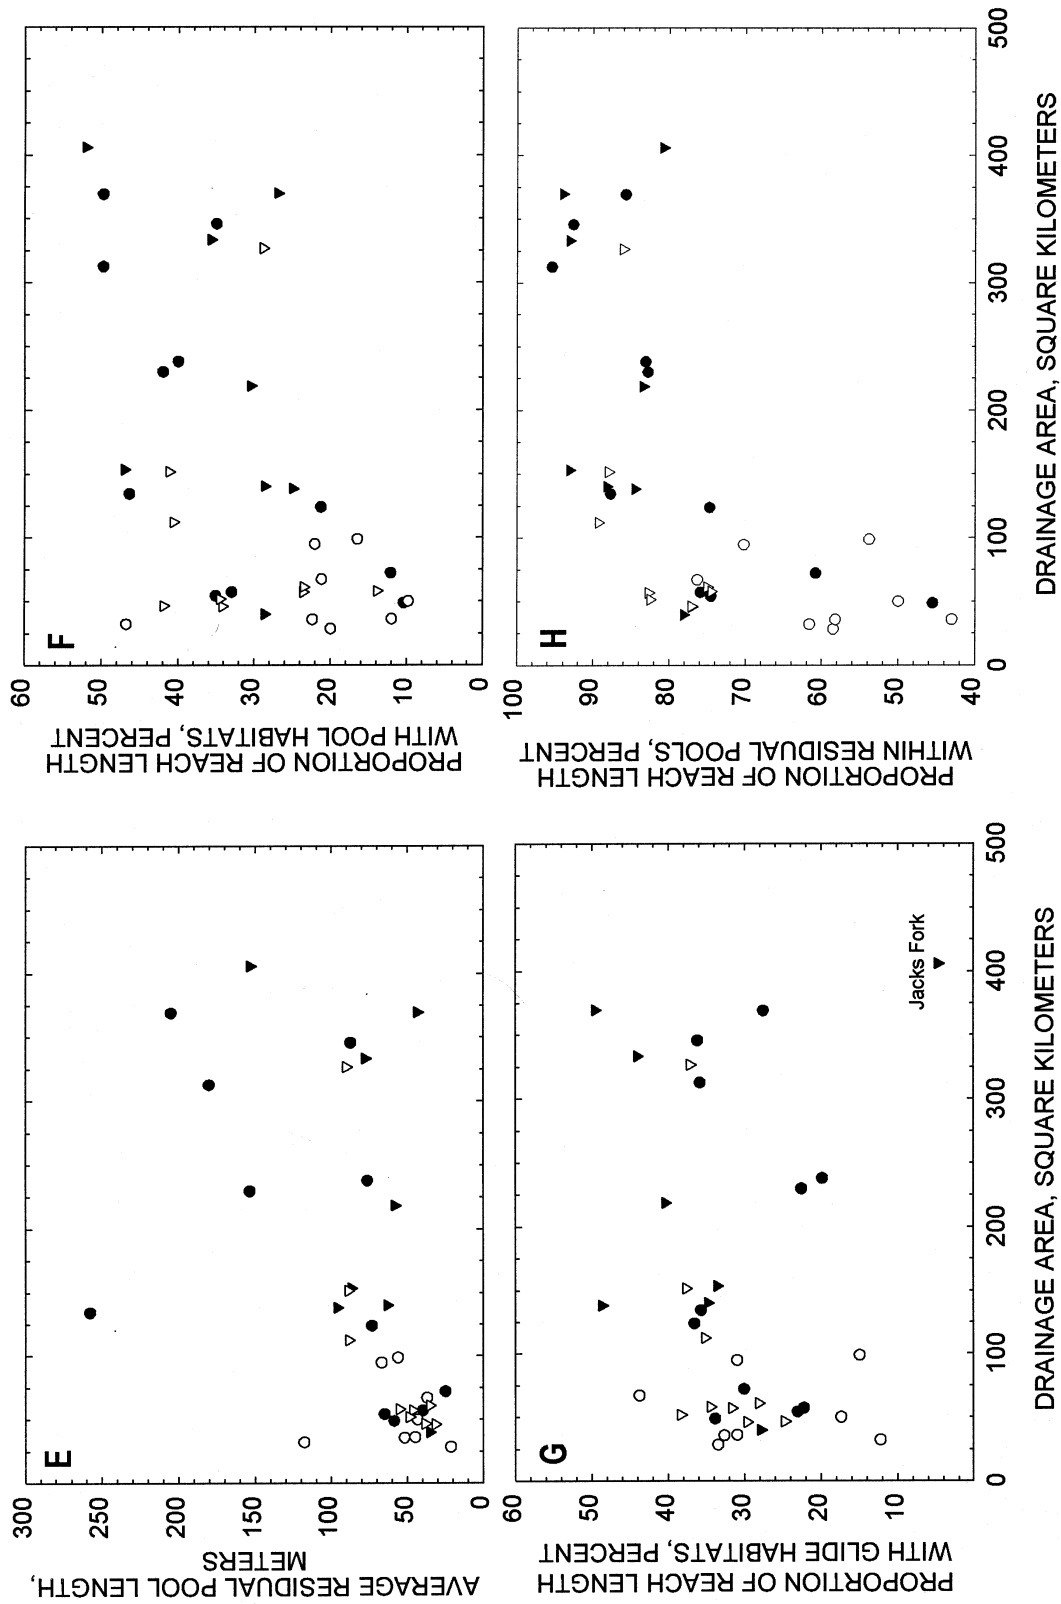 AVERAGE RESIDUAL POOL LENGTH,
METERS
300
250
200
150
100
50
0
E
PROPORTION OF REACH LENGTH
WITH POOL HABITATS, PERCENT
60
50
40
30
20
10
0
F
PROPORTION OF REACH LENGTH
WITH GLIDE HABITATS, PERCENT
60
50
40
30
20
10
G
Jacks Fork
0
100
200
300
400
500
DRAINAGE AREA, SQUARE KILOMETERS
PROPORTION OF REACH LENGTH
WITHIN RESIDUAL POOLS, PERCENT
100
90
80
70
60
50
40
H
0
100
200
300
400
500
DRAINAGE AREA, SQUARE KILOMETERS